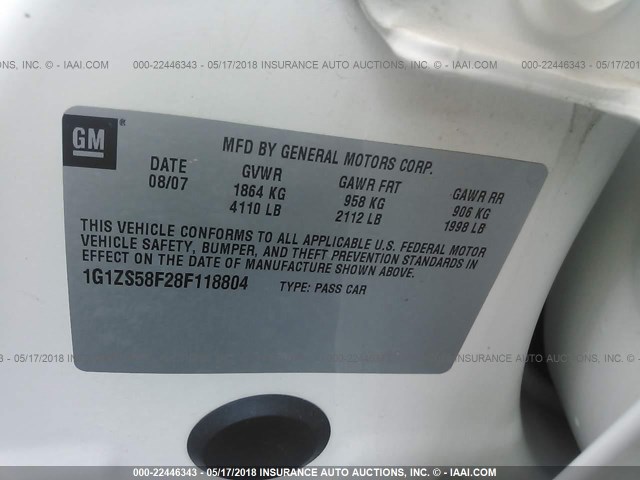 000-22446343 - 05/17/2018 INSURANCE AUTO AUCTIONS, INC. - IAAI.COM
GM
MFD BY GENERAL MOTORS CORP.
DATE GVWR GAWR FRT GAWR RR
08/07 1864 KG 958 KG 906 KG
4110 LB 2112 LB 1998 LB
THIS VEHICLE CONFORMS TO ALL APPLICABLE U.S. FEDERAL MOTOR
VEHICLE SAFETY, BUMPER, AND THEFT PREVENTION STANDARDS IN
EFFECT ON THE DATE OF MANUFACTURE SHOWN ABOVE.
1G1ZS58F28F118804 TYPE: PASS CAR
000-22446343 - 05/17/2018 INSURANCE AUTO AUCTIONS, INC. - IAAI.COM
000-22446343 - 05/17/2018 INSURANCE AUTO AUCTIONS, INC. - IAAI.COM